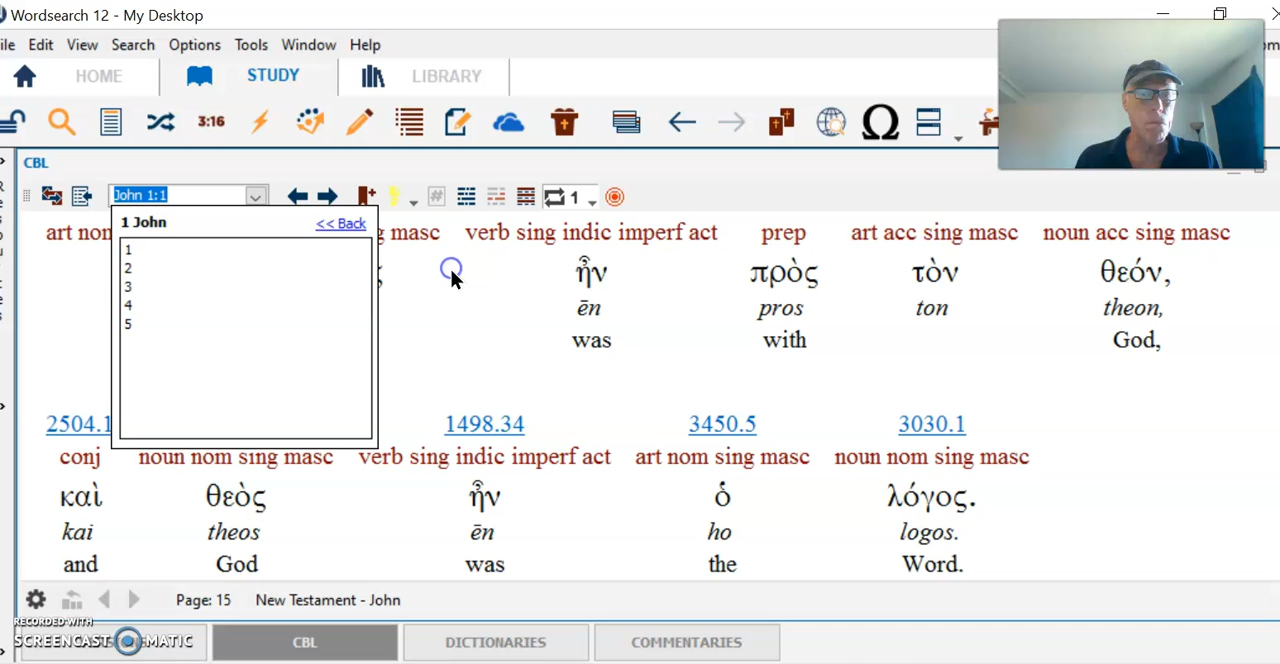 Wordsearch 12 - My Desktop
ile Edit View Search Options Tools Window Help
HOME STUDY LIBRARY
3:16 Ω
CBL
John 1:1 # 1
1 John << Back
1
2
3
4
5
art nom g masc verb sing indic imperf act prep art acc sing masc noun acc sing masc
ς ἦν πρὸς τὸν θεόν,
ēn pros ton theon,
was with God,
2504.1 1498.34 3450.5 3030.1
conj noun nom sing masc verb sing indic imperf act art nom sing masc noun nom sing masc
καὶ θεὸς ἦν ὁ λόγος.
kai theos ēn ho logos.
and God was the Word.
Page: 15 New Testament - John
RECORDED WITH
SCREENCAST MATIC CBL DICTIONARIES COMMENTARIES